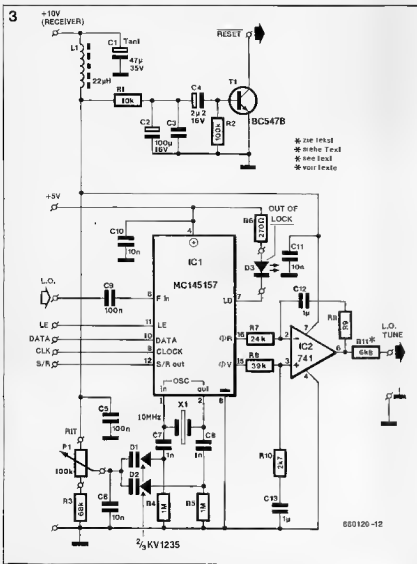 3
+10V
(RECEIVER)
L1
22µH
C1 Tant
47µ
35V
RESET
R1
10k
C4
2µ2
16V
T1
BC547B
C2
100µ
16V
C3
R2
100k
* zie tekst
* siehe Text
* see text
* voir texte
+5V
C10
10n
4
IC1
MC145157
R6
270Ω
OUT OF
LOCK
D3
C11
10n
LD
7
L.O.
C9
100n
F in
LE
11
LE
DATA
10
DATA
CLK
9
CLOCK
S/R
12
S/R out
OSC
in
out
1
2
ΦR
16
R7
24k
ΦV
15
R8
39k
C12
1µ
R9
IC2
741
2
3
7
6
4
R11*
6k8
L.O.
TUNE
10MHz
X1
C7
1n
C8
1n
C5
100n
RIT
P1
100k
R3
68k
C6
10n
D1
D2
R4
1M
R5
1M
R10
C13
1µ
⅔KV1235
880120-12